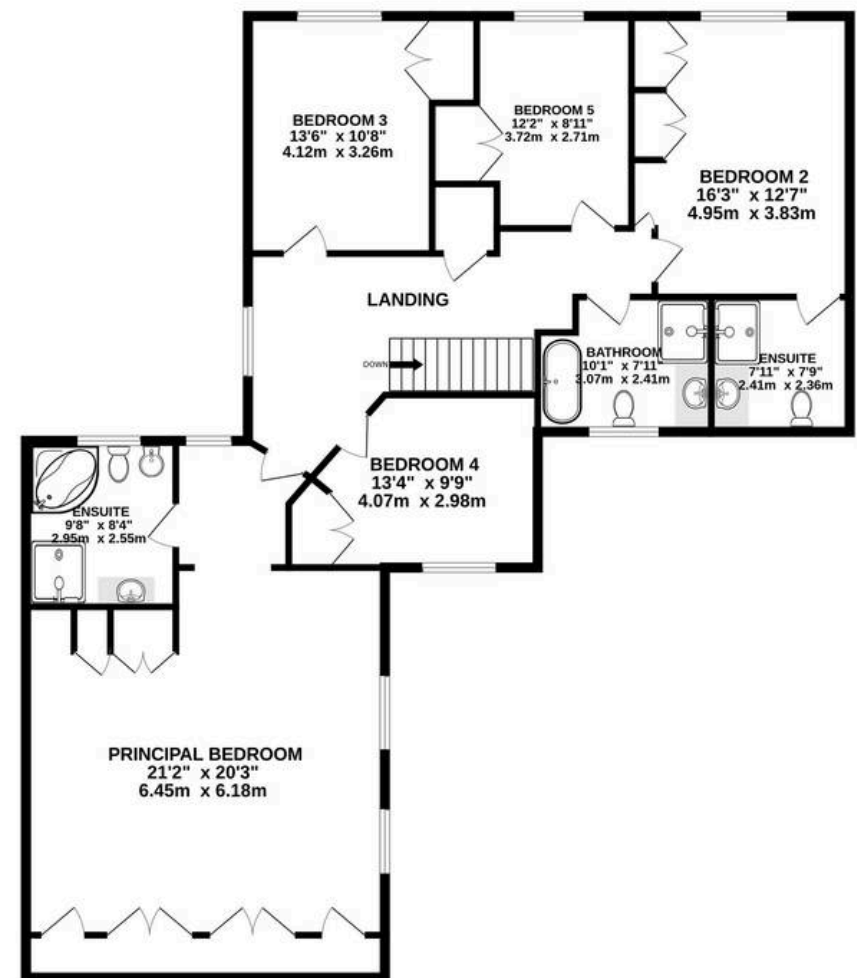 BEDROOM 3
13'6" x 10'8"
4.12m x 3.26m
BEDROOM 5
12'2" x 8'11"
3.72m x 2.71m
BEDROOM 2
16'3" x 12'7"
4.95m x 3.83m
LANDING
DOWN
BATHROOM
10'1" x 7'11"
3.07m x 2.41m
ENSUITE
7'11" x 7'9"
2.41m x 2.36m
BEDROOM 4
13'4" x 9'9"
4.07m x 2.98m
ENSUITE
9'8" x 8'4"
2.95m x 2.55m
PRINCIPAL BEDROOM
21'2" x 20'3"
6.45m x 6.18m